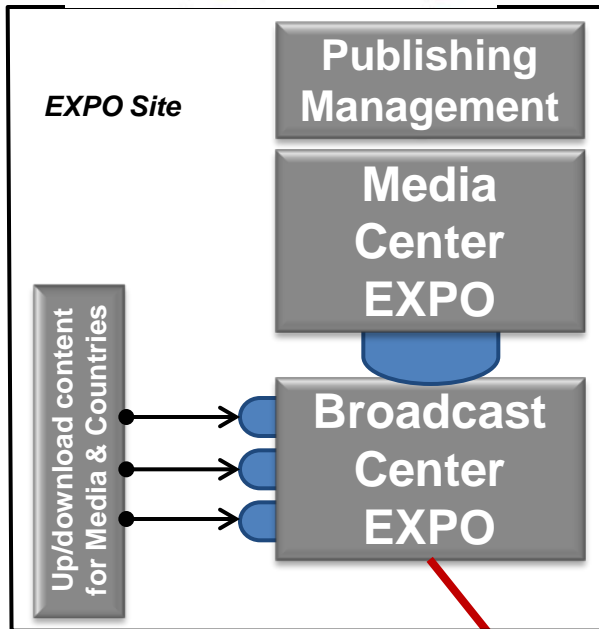 Publishing
Management
EXPO Site
Media
Center
EXPO
Up/download content
for Media & Countries
Broadcast
Center
EXPO